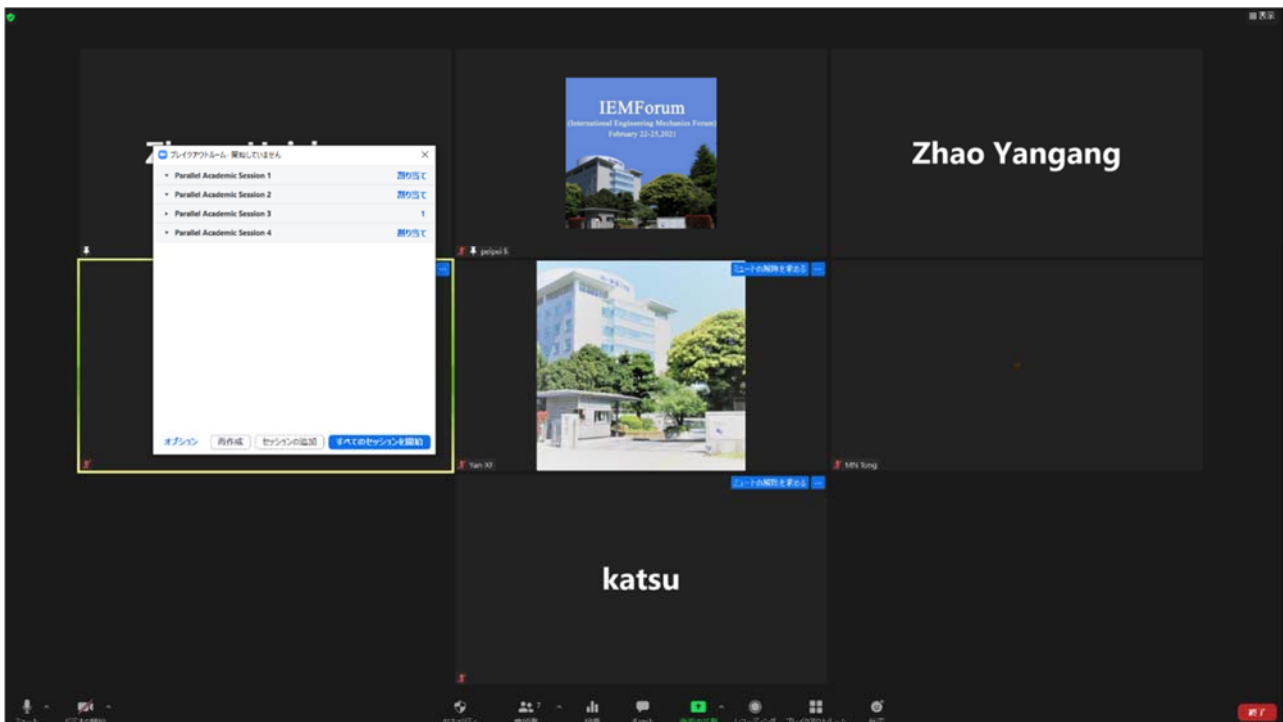 表示
IEMForum
(International Engineering Mechanics Forum)
February 22-25,2021
Zhao Yangang
ブレイクアウトルーム - 開始していません
Parallel Academic Session 1 割り当て
Parallel Academic Session 2 割り当て
Parallel Academic Session 3 1
Parallel Academic Session 4 割り当て
peipei li
ミュートの解除を求める
オプション 再作成 セッションの追加 すべてのセッションを開始
Yan XF
MN Tong
ミュートの解除を求める
katsu
7
終了